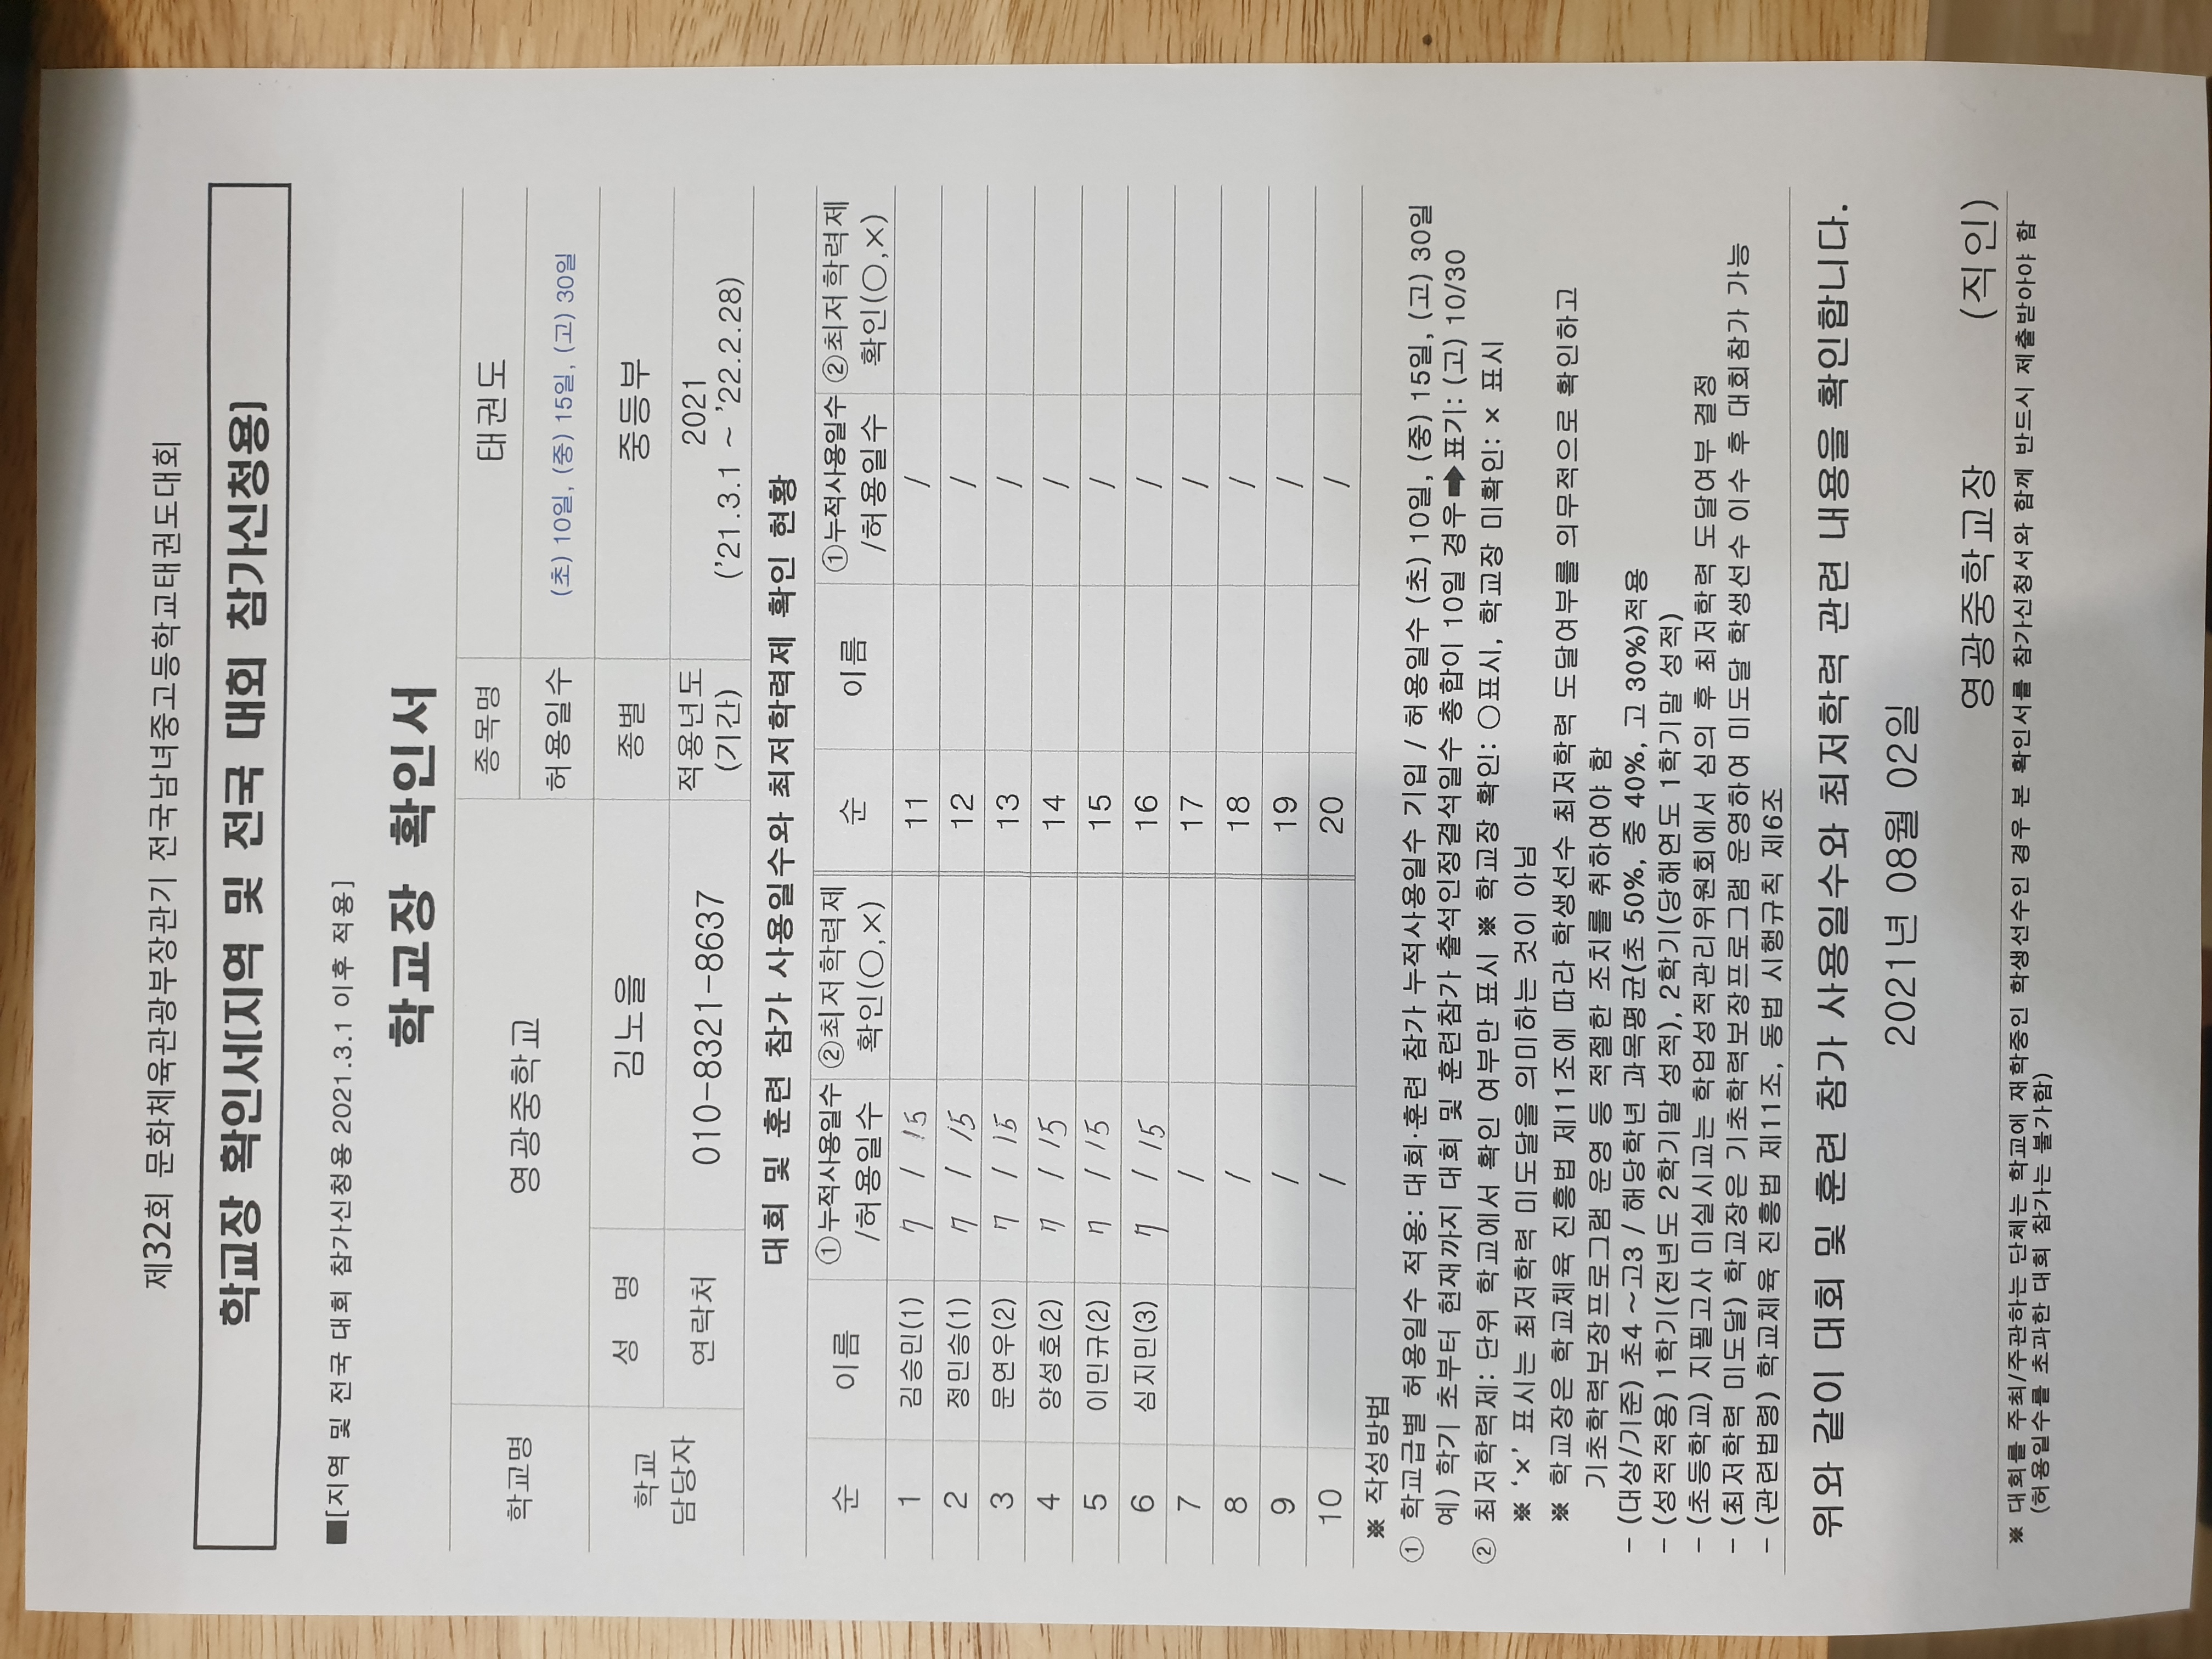 제32회 문화체육관광부장관기 전국남녀중고등학교태권도대회
학교장 확인서[지역 및 전국 대회 참가신청용]
■[지역 및 전국 대회 참가신청용 2021.3.1 이후 적용]
학교장 확인서
학교명 영광중학교 종목명 태권도
허용일수 (초) 10일, (중) 15일, (고) 30일
학교 담당자 성 명 김노을 종별 중등부
연락처 010-8321-8637 적용년도 (기간) 2021 ('21.3.1 ~ '22.2.28)
대회 및 훈련 참가 사용일수와 최저학력제 확인 현황
순 이름 ①누적사용일수 /허용일수 ②최저학력제 확인(○,×) 순 이름 ①누적사용일수 /허용일수 ②최저학력제 확인(○,×)
1 김승민(1) 7 / 15 11 /
2 정민승(1) 7 / 15 12 /
3 문연우(2) 7 / 15 13 /
4 양성호(2) 7 / 15 14 /
5 이민규(2) 7 / 15 15 /
6 심지민(3) 7 / 15 16 /
7 / 17 /
8 / 18 /
9 / 19 /
10 / 20 /
※ 작성방법
① 학교급별 허용일수 적용: 대회·훈련 참가 누적사용일수 기입 / 허용일수 (초) 10일, (중) 15일, (고) 30일
예) 학기 초부터 현재까지 대회 및 훈련참가 출석인정결석일수 총합이 10일 경우➡표기: (고) 10/30
② 최저학력제: 단위 학교에서 확인 여부만 표시 ※ 학교장 확인: ○표시, 학교장 미확인: × 표시
※ ‘×’ 표시는 최저학력 미도달을 의미하는 것이 아님
※ 학교장은 학교체육 진흥법 제11조에 따라 학생선수 최저학력 도달여부를 의무적으로 확인하고
기초학력보장프로그램 운영 등 적절한 조치를 취하여야 함
- (대상/기준) 초4 ~고3 / 해당학년 과목평균(초 50%, 중 40%, 고 30%)적용
- (성적적용) 1학기(전년도 2학기말 성적), 2학기(당해연도 1학기말 성적)
- (초등학교) 지필고사 미실시교는 학업성적관리위원회에서 심의 후 최저학력 도달여부 결정
- (최저학력 미도달) 학교장은 기초학력보장프로그램 운영하여 미도달 학생선수 이수 후 대회참가 가능
- (관련법령) 학교체육 진흥법 제11조, 동법 시행규칙 제6조
위와 같이 대회 및 훈련 참가 사용일수와 최저학력 관련 내용을 확인합니다.
2021년 08월 02일
영광중학교장 (직인)
※ 대회를 주최/주관하는 단체는 학교에 재학중인 학생선수인 경우 본 확인서를 참가신청서와 함께 반드시 제출받아야 함
(허용일수를 초과한 대회 참가는 불가함)